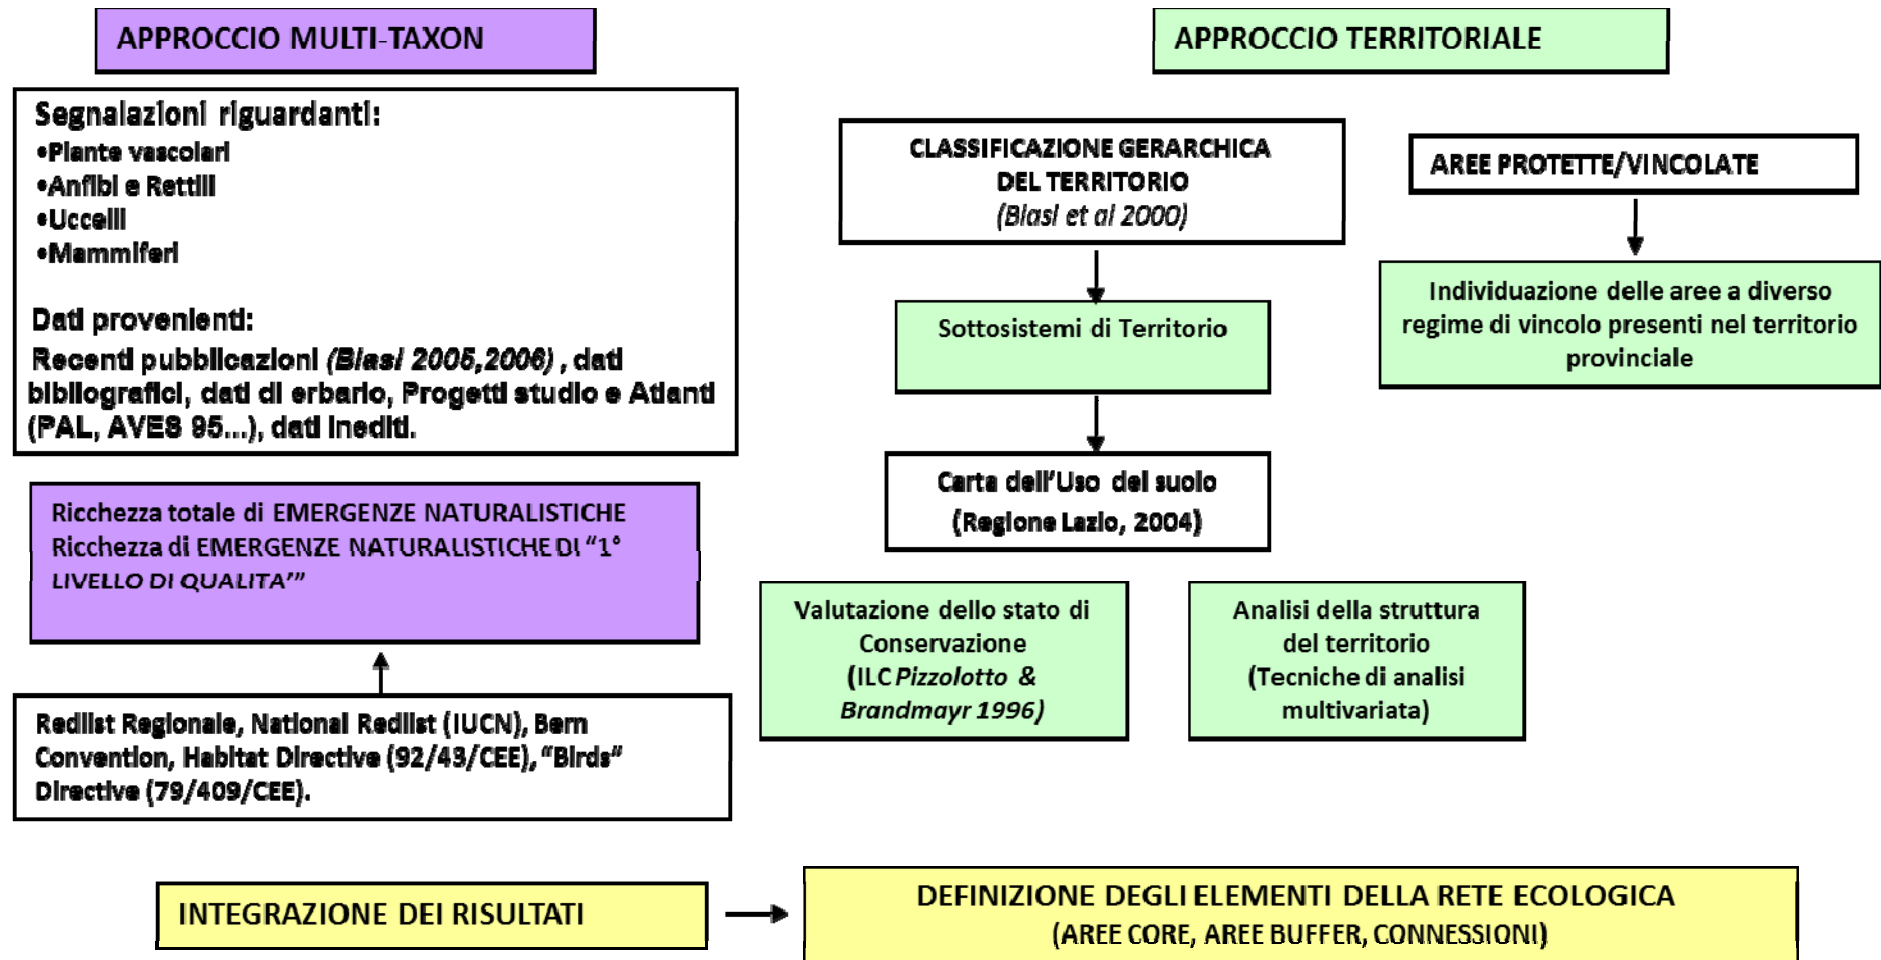 APPROCCIO MULTI-TAXON
Segnalazioni riguardanti:
•Piante vascolari
•Anfibi e Rettili
•Uccelli
•Mammiferi
Dati provenienti:
Recenti pubblicazioni (Blasi 2005,2006) , dati
bibliografici, dati di erbario, Progetti studio e Atlanti
(PAL, AVES 95...), dati inediti.
Ricchezza totale di EMERGENZE NATURALISTICHE
Ricchezza di EMERGENZE NATURALISTICHE DI “1°
LIVELLO DI QUALITA’”
Redlist Regionale, National Redlist (IUCN), Bern
Convention, Habitat Directive (92/43/CEE), “Birds”
Directive (79/409/CEE).
APPROCCIO TERRITORIALE
CLASSIFICAZIONE GERARCHICA
DEL TERRITORIO
(Blasi et al 2000)
Sottosistemi di Territorio
Carta dell’Uso del suolo
(Regione Lazio, 2004)
AREE PROTETTE/VINCOLATE
Individuazione delle aree a diverso
regime di vincolo presenti nel territorio
provinciale
Valutazione dello stato di
Conservazione
(ILC Pizzolotto &
Brandmayr 1996)
Analisi della struttura
del territorio
(Tecniche di analisi
multivariata)
INTEGRAZIONE DEI RISULTATI
DEFINIZIONE DEGLI ELEMENTI DELLA RETE ECOLOGICA
(AREE CORE, AREE BUFFER, CONNESSIONI)